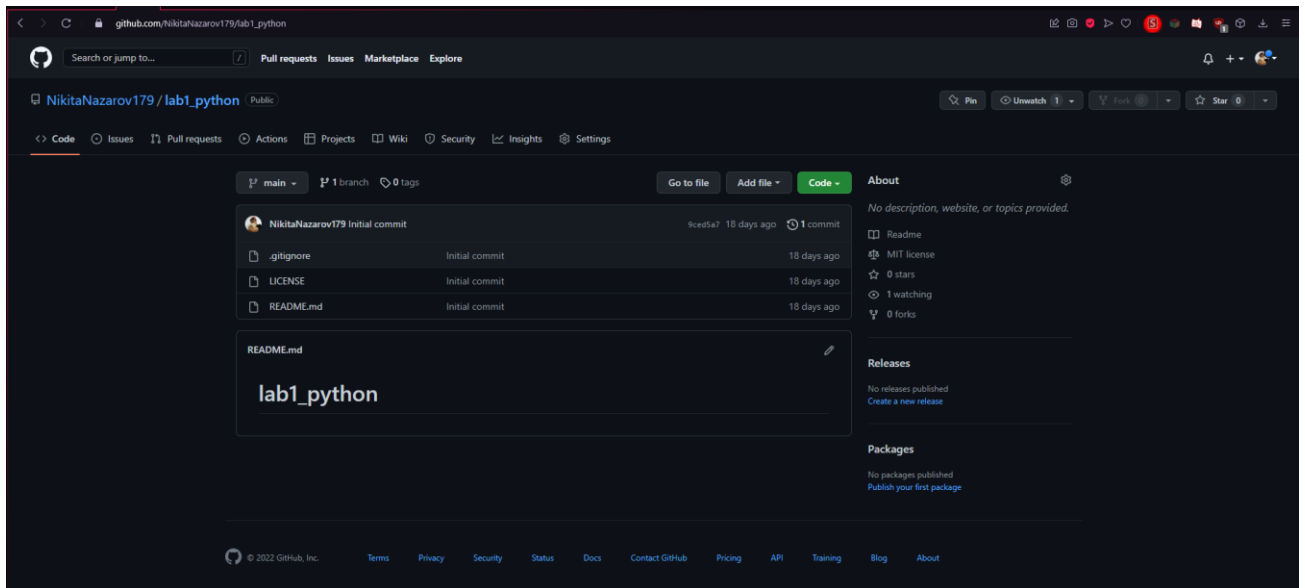 github.com/NikitaNazarov179/lab1_python
Search or jump to... / Pull requests Issues Marketplace Explore
NikitaNazarov179 / lab1_python Public Pin Unwatch 1 Fork 0 Star 0
Code Issues Pull requests Actions Projects Wiki Security Insights Settings
main 1 branch 0 tags Go to file Add file Code About
No description, website, or topics provided.
NikitaNazarov179 Initial commit 9ced5a7 18 days ago 1 commit
Readme
.gitignore Initial commit 18 days ago
MIT license
LICENSE Initial commit 18 days ago
0 stars
1 watching
README.md Initial commit 18 days ago
0 forks
README.md
Releases
lab1_python
No releases published
Create a new release
Packages
No packages published
Publish your first package
© 2022 GitHub, Inc. Terms Privacy Security Status Docs Contact GitHub Pricing API Training Blog About